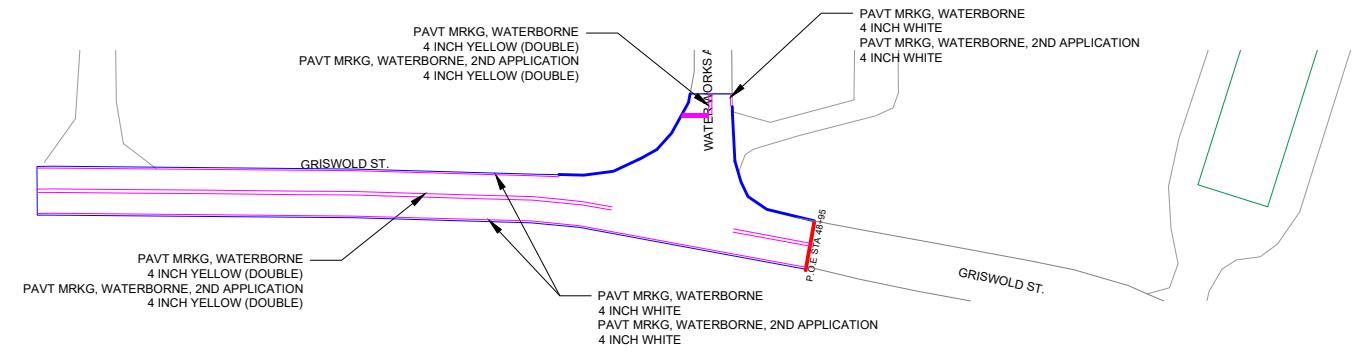 PAVT MRKG, WATERBORNE
4 INCH YELLOW (DOUBLE)
PAVT MRKG, WATERBORNE, 2ND APPLICATION
4 INCH YELLOW (DOUBLE)
PAVT MRKG, WATERBORNE
4 INCH WHITE
PAVT MRKG, WATERBORNE, 2ND APPLICATION
4 INCH WHITE
WATERWORKS A
GRISWOLD ST.
P.O.E STA 48+95
GRISWOLD ST.
PAVT MRKG, WATERBORNE
4 INCH YELLOW (DOUBLE)
PAVT MRKG, WATERBORNE, 2ND APPLICATION
4 INCH YELLOW (DOUBLE)
PAVT MRKG, WATERBORNE
4 INCH WHITE
PAVT MRKG, WATERBORNE, 2ND APPLICATION
4 INCH WHITE